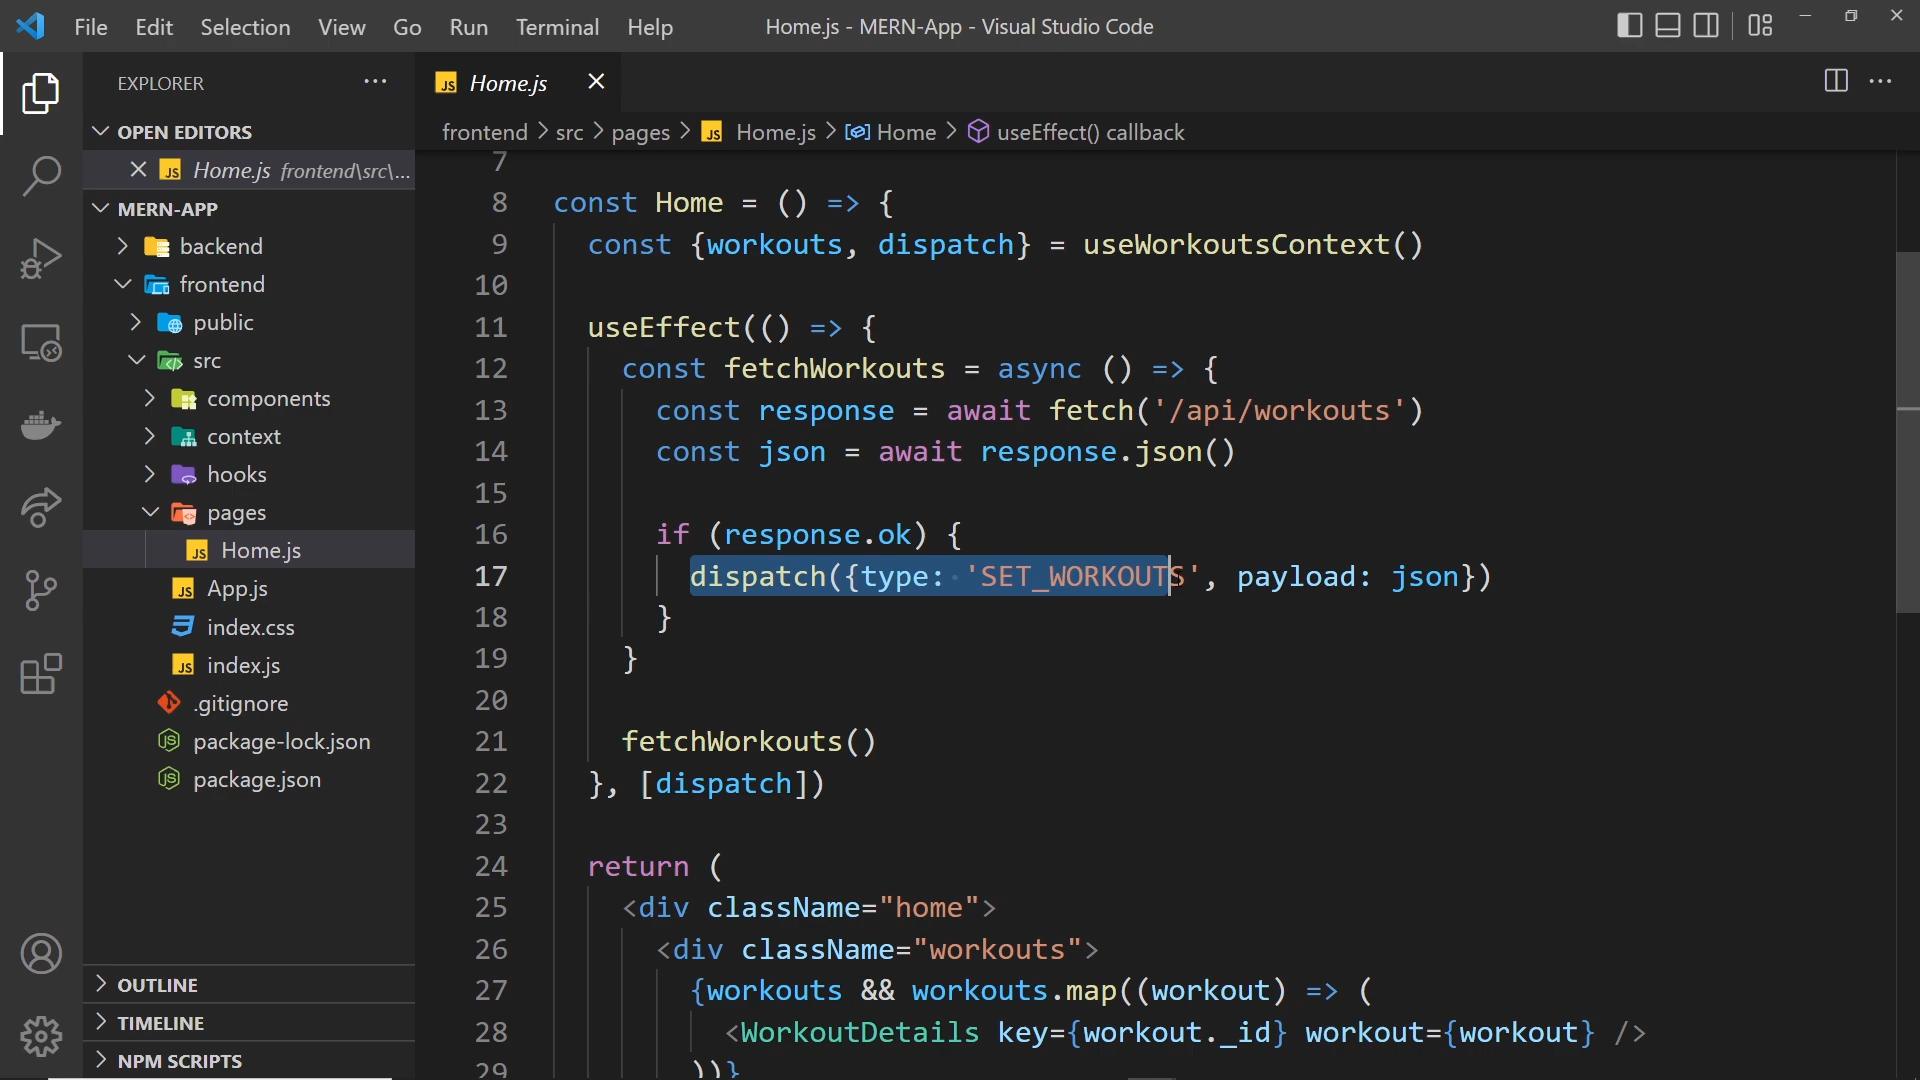 File Edit Selection View Go Run Terminal Help Home.js - MERN-App - Visual Studio Code
EXPLORER
OPEN EDITORS
Home.js frontend\src\...
MERN-APP
backend
frontend
public
src
components
context
hooks
pages
Home.js
App.js
index.css
index.js
.gitignore
package-lock.json
package.json
OUTLINE
TIMELINE
NPM SCRIPTS
JS Home.js
frontend > src > pages > JS Home.js > Home > useEffect() callback
7
8 const Home = () => {
9 const {workouts, dispatch} = useWorkoutsContext()
10
11 useEffect(() => {
12 const fetchWorkouts = async () => {
13 const response = await fetch('/api/workouts')
14 const json = await response.json()
15
16 if (response.ok) {
17 dispatch({type: 'SET_WORKOUTS', payload: json})
18 }
19 }
20
21 fetchWorkouts()
22 }, [dispatch])
23
24 return (
25 <div className="home">
26 <div className="workouts">
27 {workouts && workouts.map((workout) => (
28 <WorkoutDetails key={workout._id} workout={workout} />
29 ))}